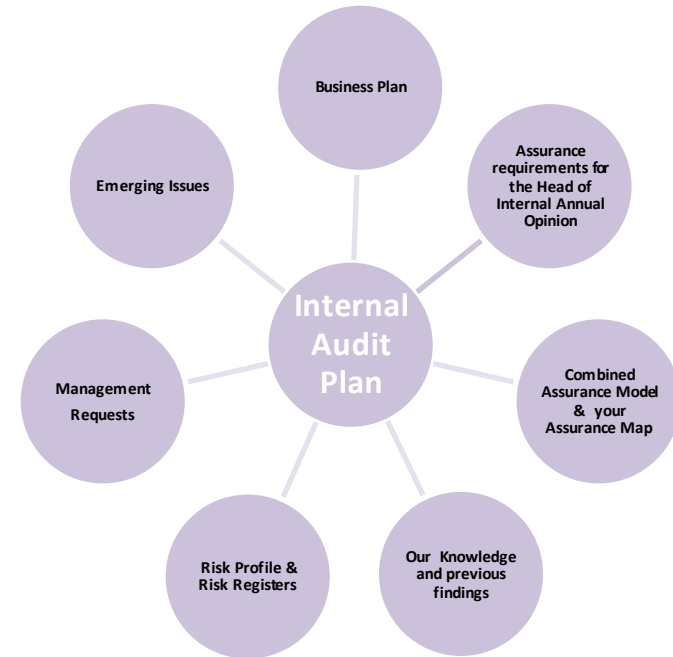 Business Plan
Assurance
requirements for
the Head of
Internal Annual
Opinion
Emerging Issues
Internal
Audit
Plan
Combined
Assurance Model
& your
Assurance Map
Management
Requests
Our Knowledge
and previous
findings
Risk Profile &
Risk Registers